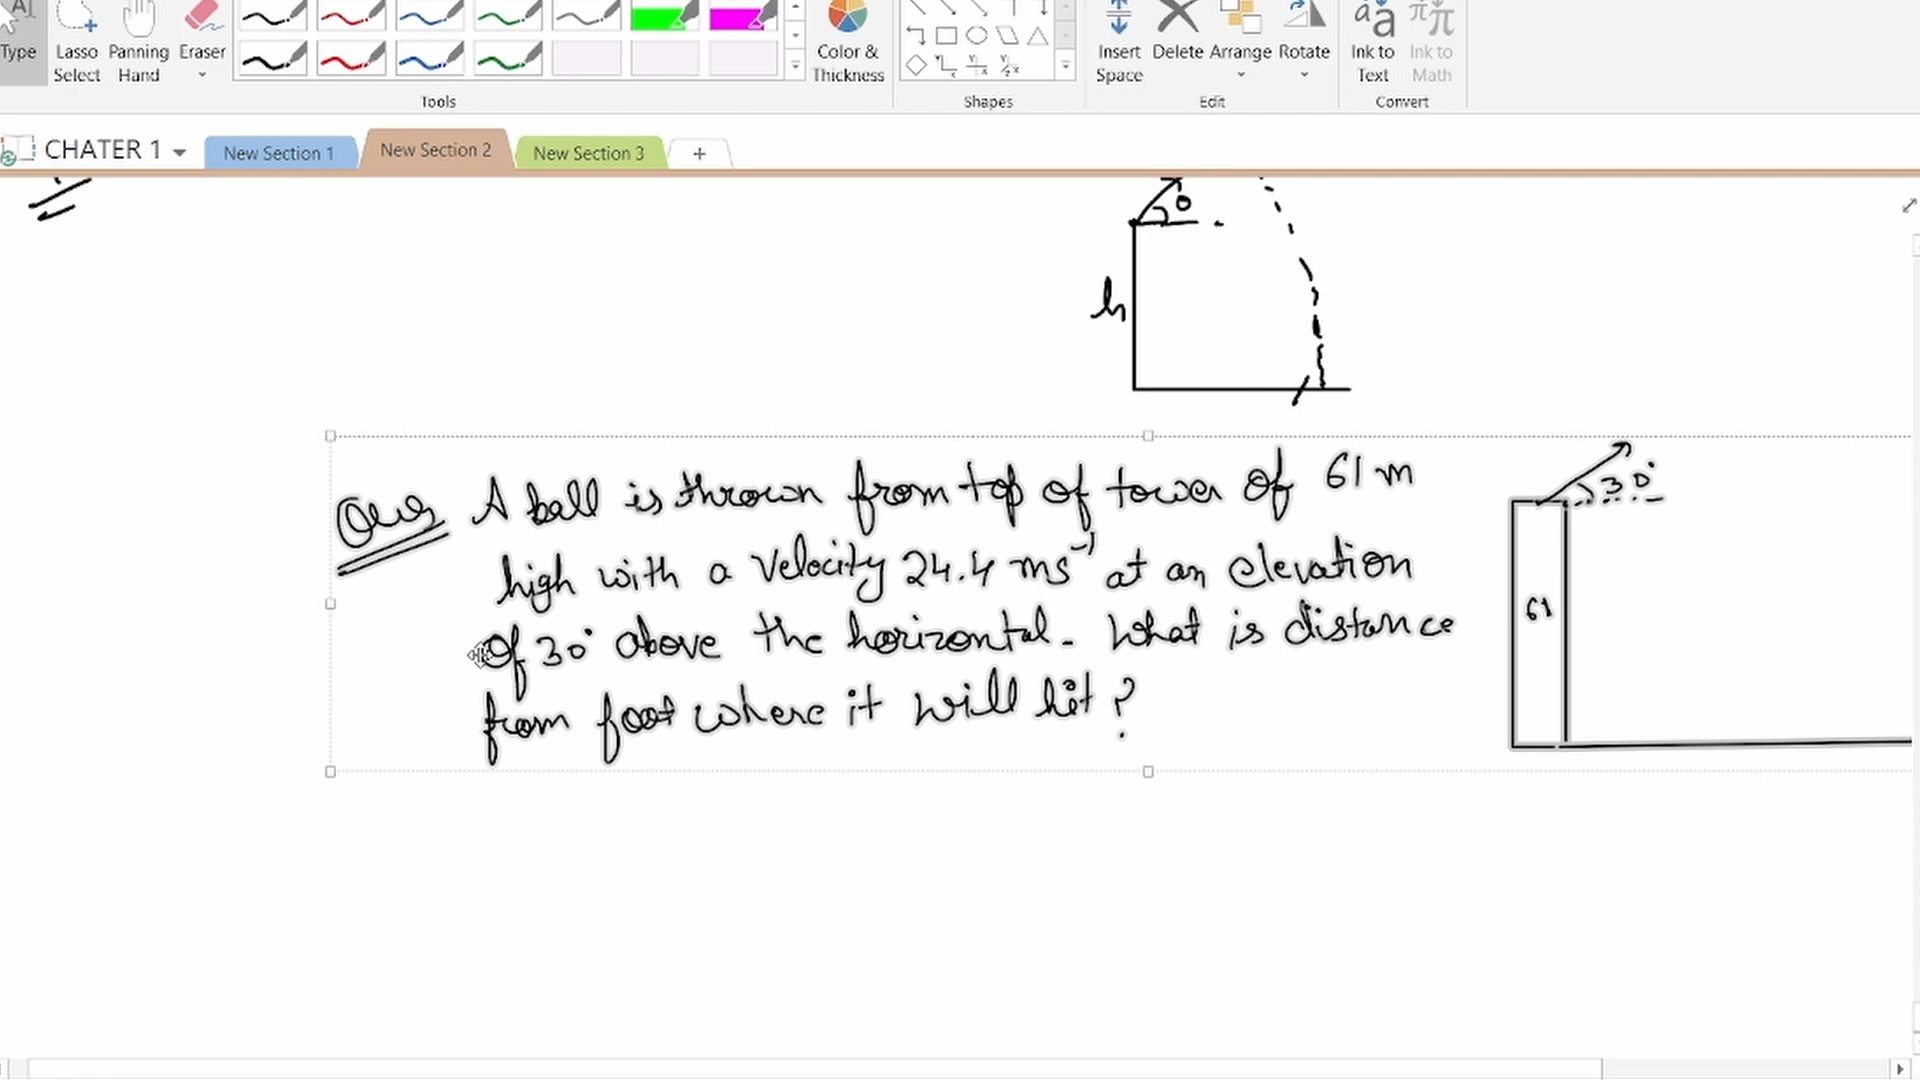 Type
Lasso
Select
Panning
Hand
Eraser
Color &
Thickness
Insert
Space
Delete
Arrange
Rotate
Ink to
Text
Ink to
Math
Tools
Shapes
Edit
Convert
CHATER 1
New Section 1
New Section 2
New Section 3
+
θ
h
Ques A ball is thrown from top of tower of 61 m
high with a velocity 24.4 ms⁻¹ at an elevation
of 30° above the horizontal. What is distance
from foot where it will hit?
30°
61